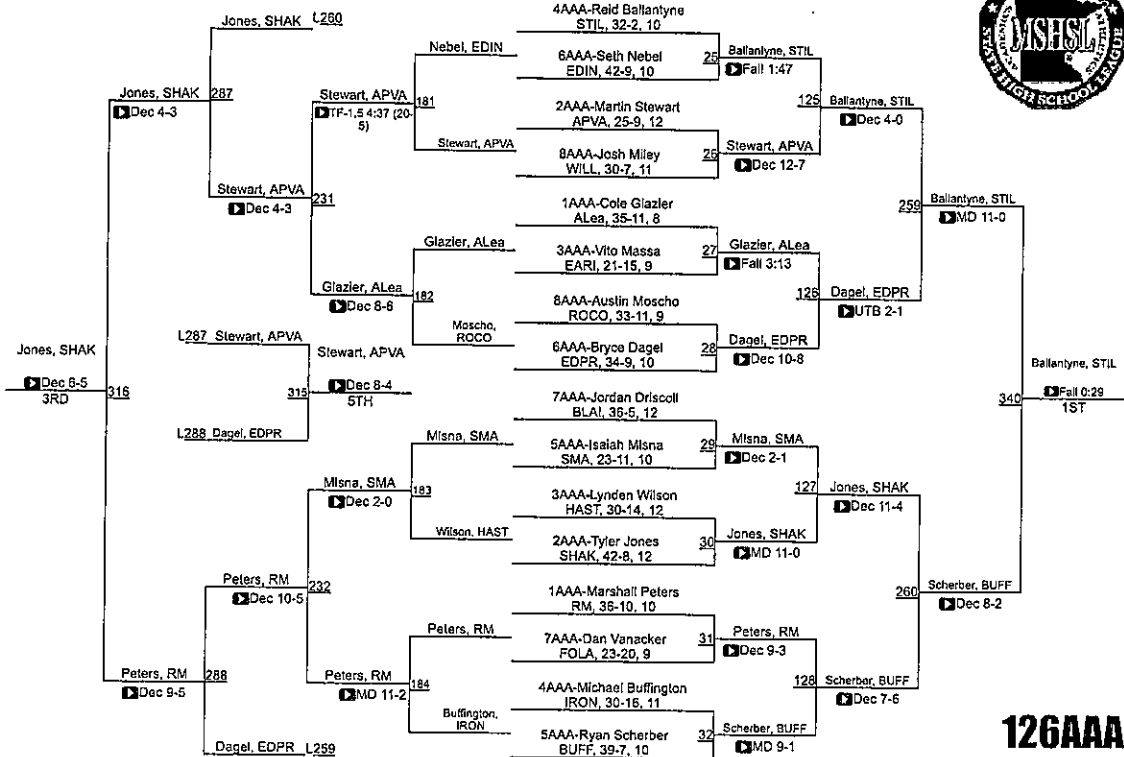 Jones, SHAK L260
4AAA-Reid Ballantyne
STIL, 32-2, 10
Nebel, EDIN
6AAA-Seth Nebel
EDIN, 42-9, 10
25 Ballantyne, STIL
Fall 1:47
MSHSL
STATE HIGH SCHOOL LEAGUE
ACADEMICS
ATHLETICS
Jones, SHAK 287
Dec 4-3
Stewart, APVA 181
TF-1.5 4:37 (20-
5)
2AAA-Martin Stewart
APVA, 25-9, 12
125 Ballantyne, STIL
Dec 4-0
Stewart, APVA
8AAA-Josh Miley
WILL, 30-7, 11
26 Stewart, APVA
Dec 12-7
Stewart, APVA 231
Dec 4-3
1AAA-Cole Glazier
ALea, 35-11, 8
259 Ballantyne, STIL
MD 11-0
Glazier, ALea
3AAA-Vito Massa
EARI, 21-15, 9
27 Glazier, ALea
Fall 3:13
Glazier, ALea 182
Dec 8-6
8AAA-Austin Moscho
ROCO, 33-11, 9
126 Dagel, EDPR
UTB 2-1
Moscho,
ROCO
6AAA-Bryce Dagel
EDPR, 34-9, 10
28 Dagel, EDPR
Dec 10-8
L287 Stewart, APVA
Jones, SHAK
Dec 6-5 316
3RD
Stewart, APVA
315 Dec 8-4
5TH
Ballantyne, STIL
340 Fall 0:29
1ST
L288 Dagel, EDPR
7AAA-Jordan Driscoll
BLAI, 36-5, 12
Misna, SMA
5AAA-Isaiah Misna
SMA, 23-11, 10
29 Misna, SMA
Dec 2-1
Misna, SMA 183
Dec 2-0
3AAA-Lynden Wilson
HAST, 30-14, 12
127 Jones, SHAK
Dec 11-4
Wilson, HAST
2AAA-Tyler Jones
SHAK, 42-8, 12
30 Jones, SHAK
MD 11-0
Peters, RM 232
Dec 10-5
1AAA-Marshall Peters
RM, 36-10, 10
260 Scherber, BUFF
Dec 8-2
Peters, RM
7AAA-Dan Vanacker
FOLA, 23-20, 9
31 Peters, RM
Dec 9-3
Peters, RM 288
Dec 9-5
Peters, RM 184
MD 11-2
4AAA-Michael Buffington
IRON, 30-16, 11
128 Scherber, BUFF
Dec 7-6
Buffington,
IRON
5AAA-Ryan Scherber
BUFF, 39-7, 10
32 Scherber, BUFF
MD 9-1
Dagel, EDPR L259
126AAA